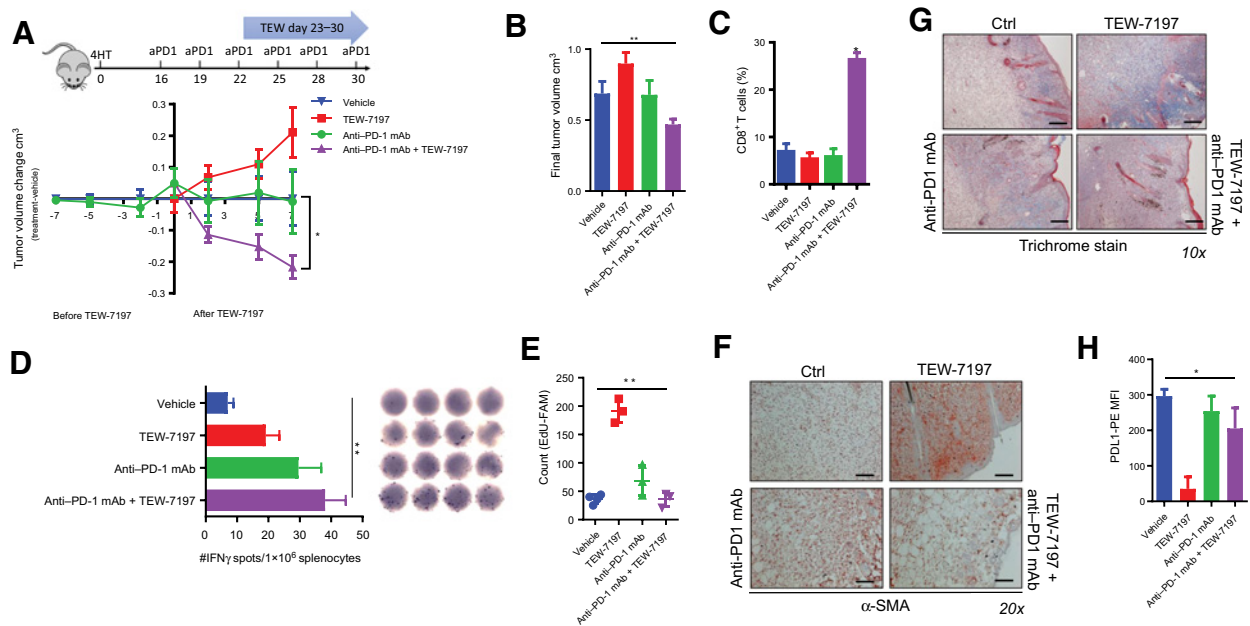 A
TEW day 23–30
4HT
aPD1 aPD1 aPD1 aPD1 aPD1 aPD1
0 16 19 22 25 28 30
Tumor volume change cm3
(treatment-vehicle)
0.3
0.2
0.1
0
-0.1
-0.2
-0.3
-7 -5 -3 -1 1 3 5 7
Vehicle
TEW-7197
Anti–PD-1 mAb
Anti–PD-1 mAb + TEW-7197
*
Before TEW-7197
After TEW-7197
B
Final tumor volume cm3
1.0
0.5
0.0
**
Vehicle
TEW-7197
Anti–PD-1 mAb
Anti–PD-1 mAb + TEW-7197
C
CD8+ T cells (%)
30
20
10
0
*
Vehicle
TEW-7197
Anti–PD-1 mAb
Anti–PD-1 mAb + TEW-7197
G
Ctrl
TEW-7197
Anti-PD1 mAb
TEW-7197 +
anti–PD1 mAb
Trichrome stain
10x
D
Vehicle
TEW-7197
Anti–PD-1 mAb
Anti–PD-1 mAb + TEW-7197
**
0 10 20 30 40 50
#IFNγ spots/1×106 splenocytes
E
Count (EdU-FAM)
250
200
150
100
50
0
**
Vehicle
TEW-7197
Anti–PD-1 mAb
Anti–PD-1 mAb + TEW-7197
F
Ctrl
TEW-7197
Anti-PD1 mAb
TEW-7197 +
anti–PD1 mAb
α-SMA
20x
H
PDL1-PE MFI
400
300
200
100
0
*
Vehicle
TEW-7197
Anti–PD-1 mAb
Anti–PD-1 mAb + TEW-7197